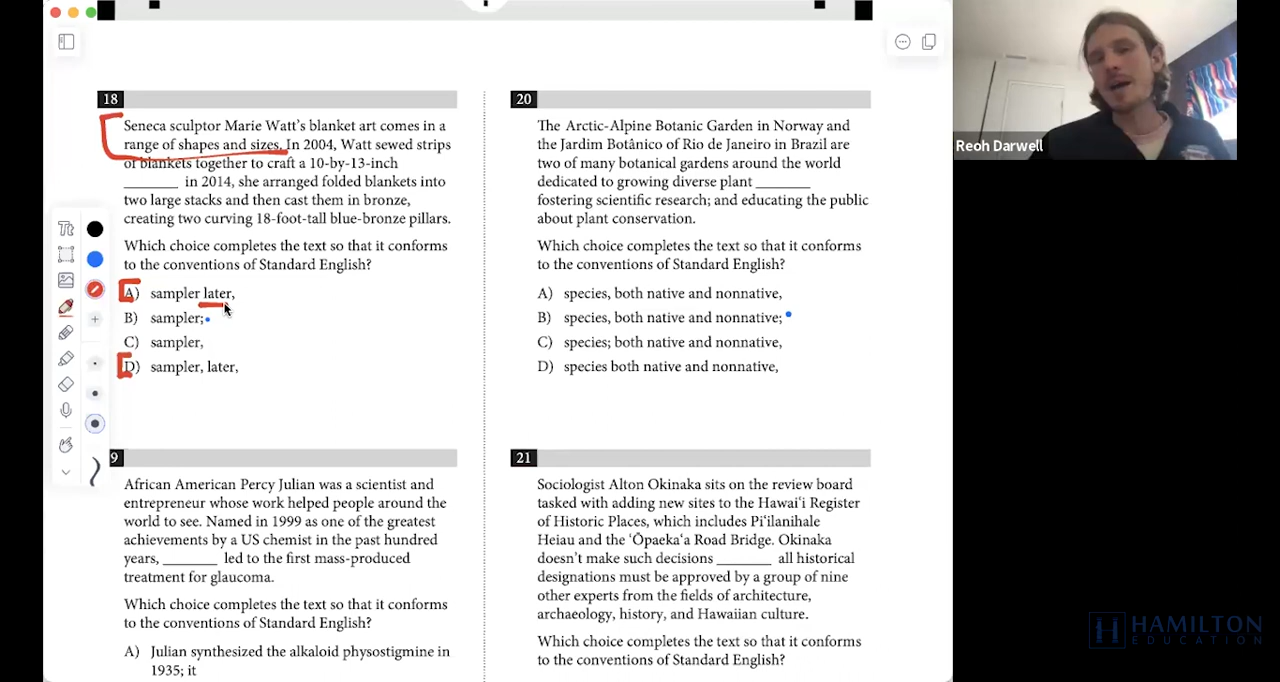 18
Seneca sculptor Marie Watt's blanket art comes in a
range of shapes and sizes. In 2004, Watt sewed strips
of blankets together to craft a 10-by-13-inch
________ in 2014, she arranged folded blankets into
two large stacks and then cast them in bronze,
creating two curving 18-foot-tall blue-bronze pillars.
Which choice completes the text so that it conforms
to the conventions of Standard English?
A) sampler later,
B) sampler;
C) sampler,
D) sampler, later,
9
African American Percy Julian was a scientist and
entrepreneur whose work helped people around the
world to see. Named in 1999 as one of the greatest
achievements by a US chemist in the past hundred
years, ________ led to the first mass-produced
treatment for glaucoma.
Which choice completes the text so that it conforms
to the conventions of Standard English?
A) Julian synthesized the alkaloid physostigmine in
1935; it
20
The Arctic-Alpine Botanic Garden in Norway and
the Jardim Botânico of Rio de Janeiro in Brazil are
two of many botanical gardens around the world
dedicated to growing diverse plant ________
fostering scientific research; and educating the public
about plant conservation.
Which choice completes the text so that it conforms
to the conventions of Standard English?
A) species, both native and nonnative,
B) species, both native and nonnative;
C) species; both native and nonnative,
D) species both native and nonnative,
21
Sociologist Alton Okinaka sits on the review board
tasked with adding new sites to the Hawai‘i Register
of Historic Places, which includes Pi‘ilanihale
Heiau and the ‘Ōpaeka‘a Road Bridge. Okinaka
doesn't make such decisions ________ all historical
designations must be approved by a group of nine
other experts from the fields of architecture,
archaeology, history, and Hawaiian culture.
Which choice completes the text so that it conforms
to the conventions of Standard English?
Reoh Darwell
HAMILTON
EDUCATION